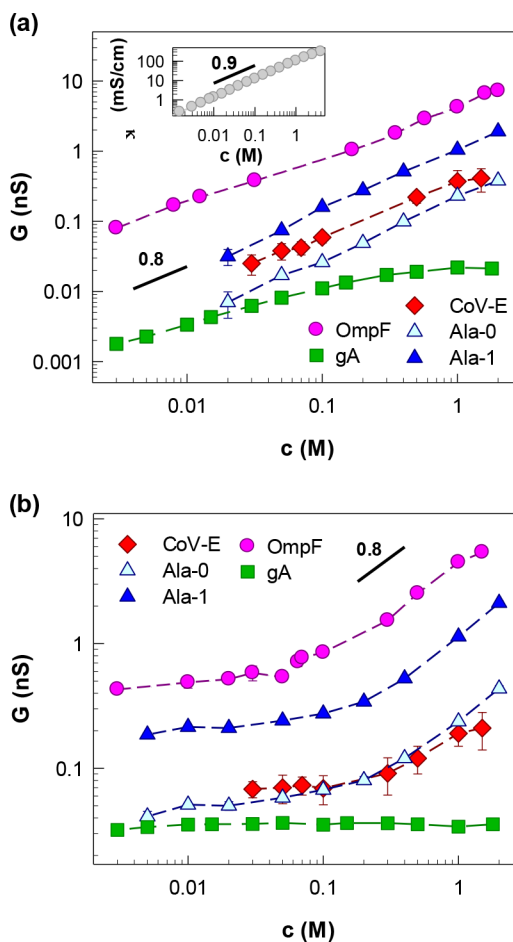 (a)
G (nS)
10
1
0.1
0.01
0.001
κ (mS/cm)
100
10
1
0.9
0.01 0.1 1
c (M)
0.8
CoV-E
OmpF Ala-0
gA Ala-1
0.01 0.1 1
c (M)
(b)
G (nS)
10
1
0.1
CoV-E OmpF
Ala-0 gA
Ala-1
0.8
0.01 0.1 1
c (M)